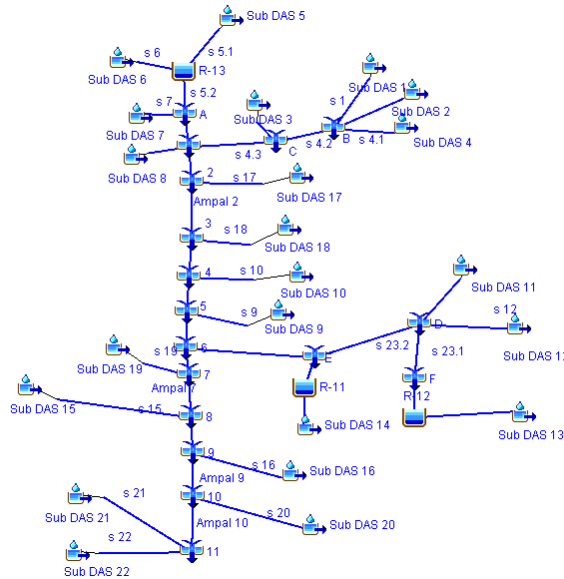 Sub DAS 5
s 6
s 5.1
Sub DAS 6
R-13
s 5.2
s 7
A
Sub DAS 7
Sub DAS 3
s 1
Sub DAS 1
Sub DAS 2
s 4.3
C
s 4.2
B
s 4.1
Sub DAS 4
Sub DAS 8
2
s 17
Sub DAS 17
Ampal 2
3
s 18
Sub DAS 18
4
s 10
Sub DAS 10
Sub DAS 11
5
s 9
Sub DAS 9
s 12
D
s 19
6
E
s 23.2
s 23.1
Sub DAS 19
7
Ampal 7
R-11
F
R-12
Sub DAS 15
s 15
8
Sub DAS 14
Sub DAS 13
9
s 16
Sub DAS 16
Ampal 9
s 21
10
s 20
Sub DAS 21
Ampal 10
Sub DAS 20
s 22
11
Sub DAS 22